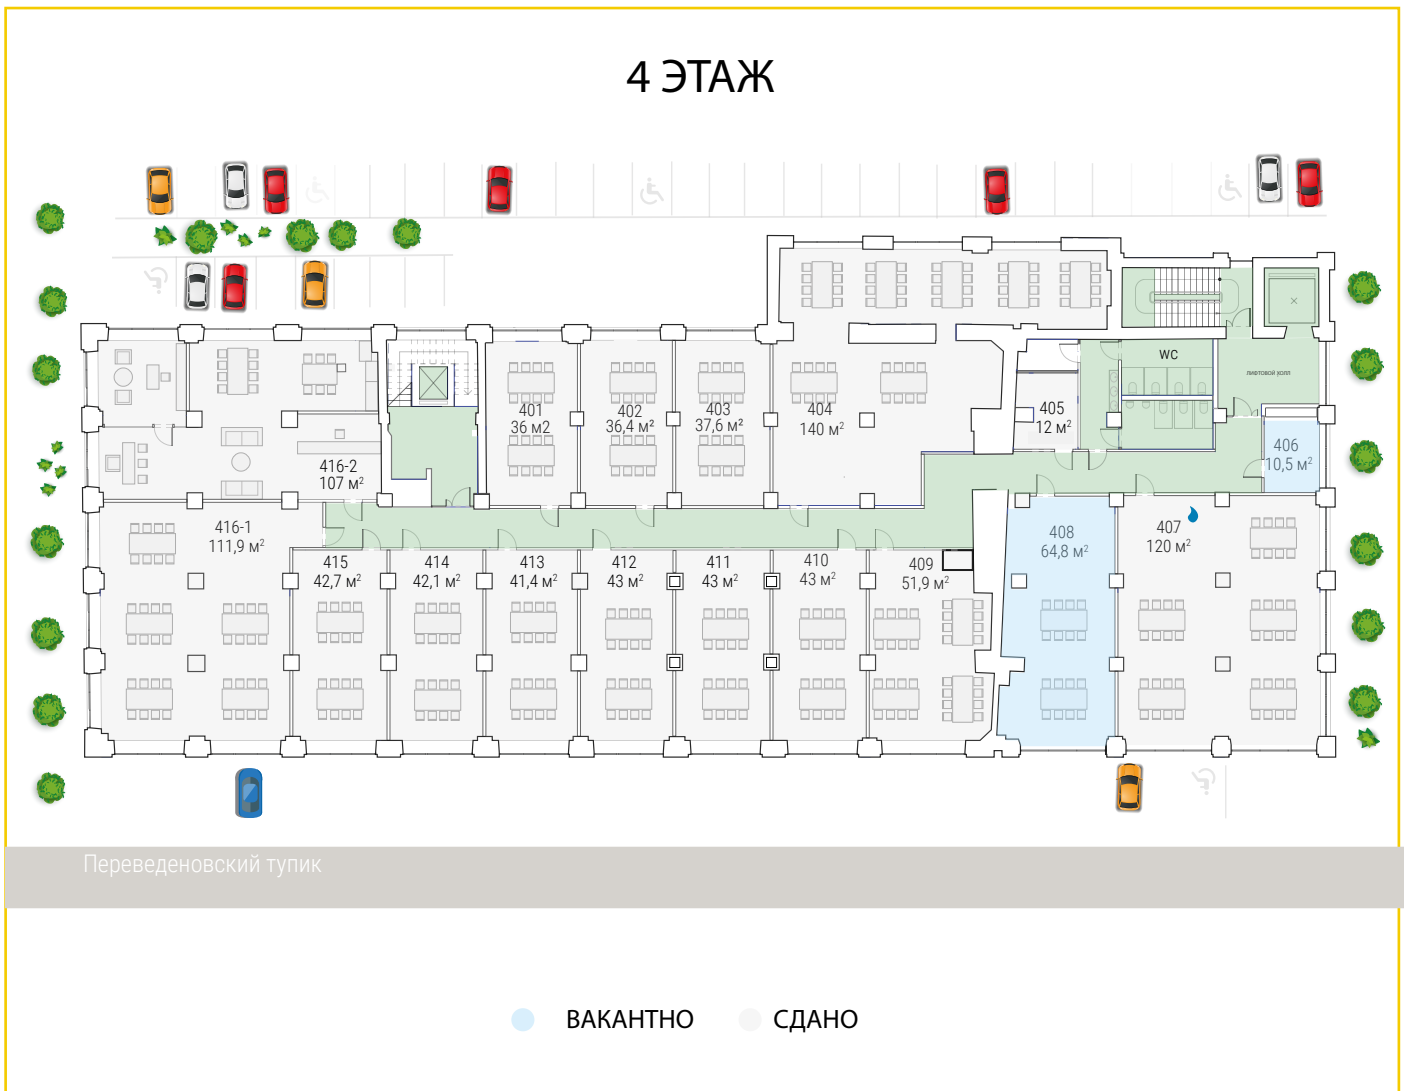 4 ЭТАЖ
WC
ЛИФТОВОЙ ХОЛЛ
401
36 м2
402
36,4 м²
403
37,6 м²
404
140 м²
405
12 м²
406
10,5 м²
416-2
107 м²
416-1
111,9 м²
415
42,7 м²
414
42,1 м²
413
41,4 м²
412
43 м²
411
43 м²
410
43 м²
409
51,9 м²
408
64,8 м²
407
120 м²
Переведеновский тупик
ВАКАНТНО
СДАНО